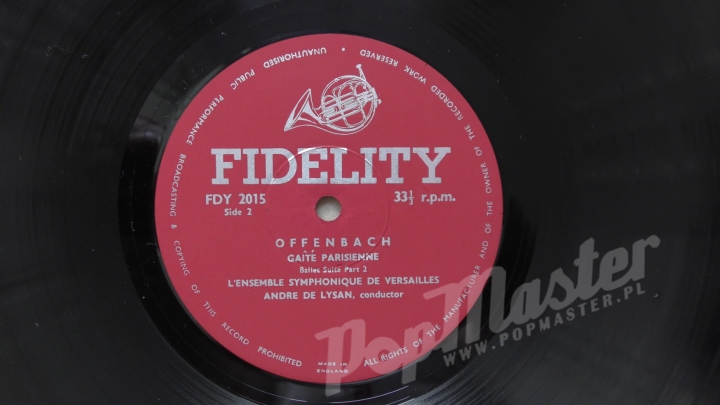 UNAUTHORISED PUBLIC PERFORMANCE BROADCASTING & COPYING OF THIS RECORD PROHIBITED
ALL RIGHTS OF THE MANUFACTURER AND OF THE OWNER OF THE RECORDED WORK RESERVED
FIDELITY
FDY 2015
Side 2
33⅓ r.p.m.
OFFENBACH
GAÎTÉ PARISIENNE
Ballet Suite Part 2
L'ENSEMBLE SYMPHONIQUE DE VERSAILLES
ANDRE DE LYSAN, conductor
MADE IN
ENGLAND
PopMaster
WWW.POPMASTER.PL